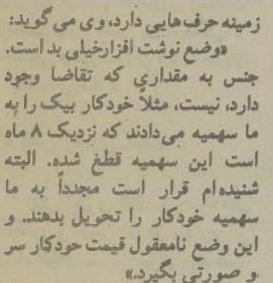 زمینه حرف‌هایی دارد، وی می گوید:
«وضع نوشت افزارخیلی بد است.
جنس به مقداری که تقاضا وجود
دارد، نیست، مثلاً خودکار بیک را به
ما سهمیه می‌دادند که نزدیک ۸ ماه
است این سهمیه قطع شده. البته
شنیده‌ام قرار است مجدداً به ما
سهمیه خودکار را تحویل بدهند. و
این وضع نامعقول قیمت حودکار سر
و صورتی بگیرد.»